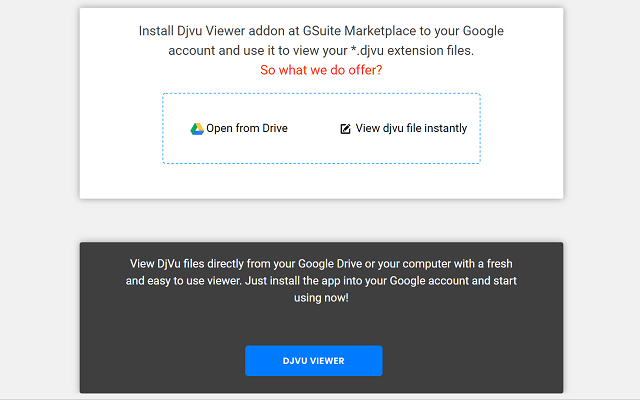 Install Djvu Viewer addon at GSuite Marketplace to your Google
account and use it to view your *.djvu extension files.
So what we do offer?
Open from Drive
View djvu file instantly
View DjVu files directly from your Google Drive or your computer with a fresh
and easy to use viewer. Just install the app into your Google account and start
using now!
DJVU VIEWER